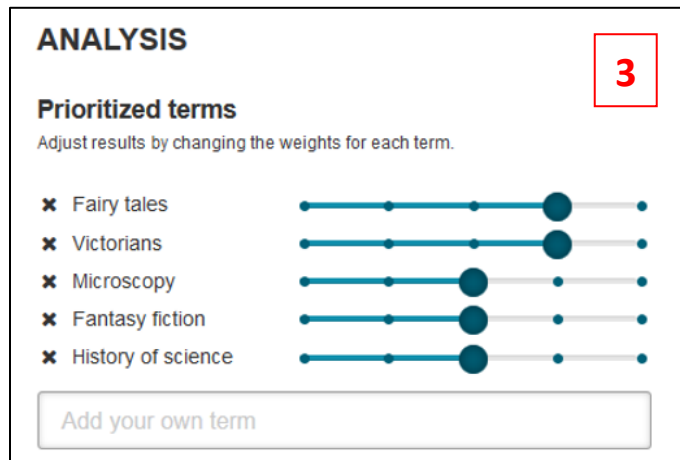 ANALYSIS
3
Prioritized terms
Adjust results by changing the weights for each term.
✖ Fairy tales
✖ Victorians
✖ Microscopy
✖ Fantasy fiction
✖ History of science
Add your own term